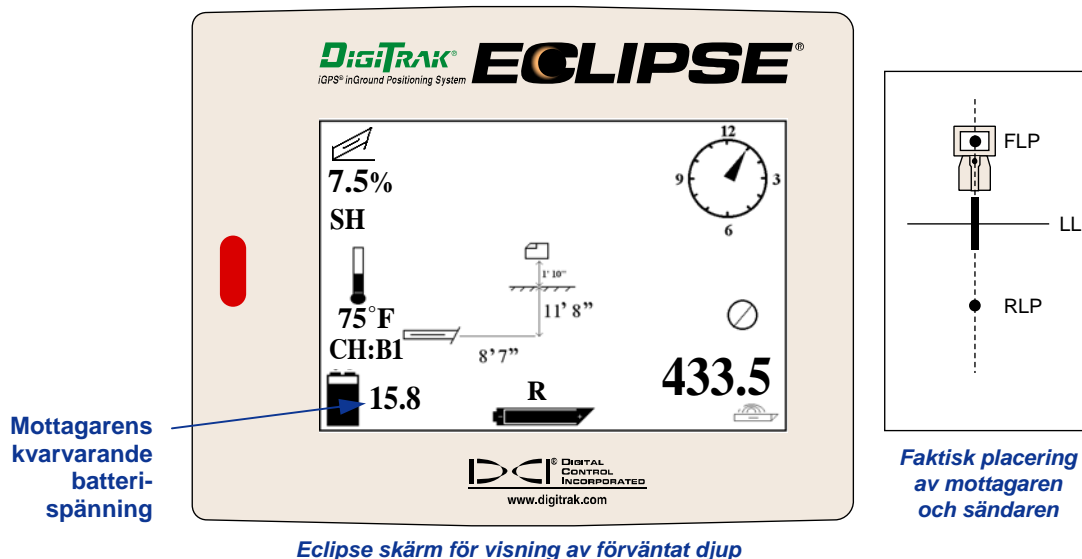 DIGITRAK®
iGPS® inGround Positioning System
ECLIPSE®
7.5%
SH
75°F
CH:B1
15.8
12
3
6
9
1' 10"
11' 8"
8' 7"
R
433.5
® DIGITAL
CONTROL
INCORPORATED
www.digitrak.com
Mottagarens
kvarvarande
batteri-
spänning
Eclipse skärm för visning av förväntat djup
FLP
LL
RLP
Faktisk placering
av mottagaren
och sändaren